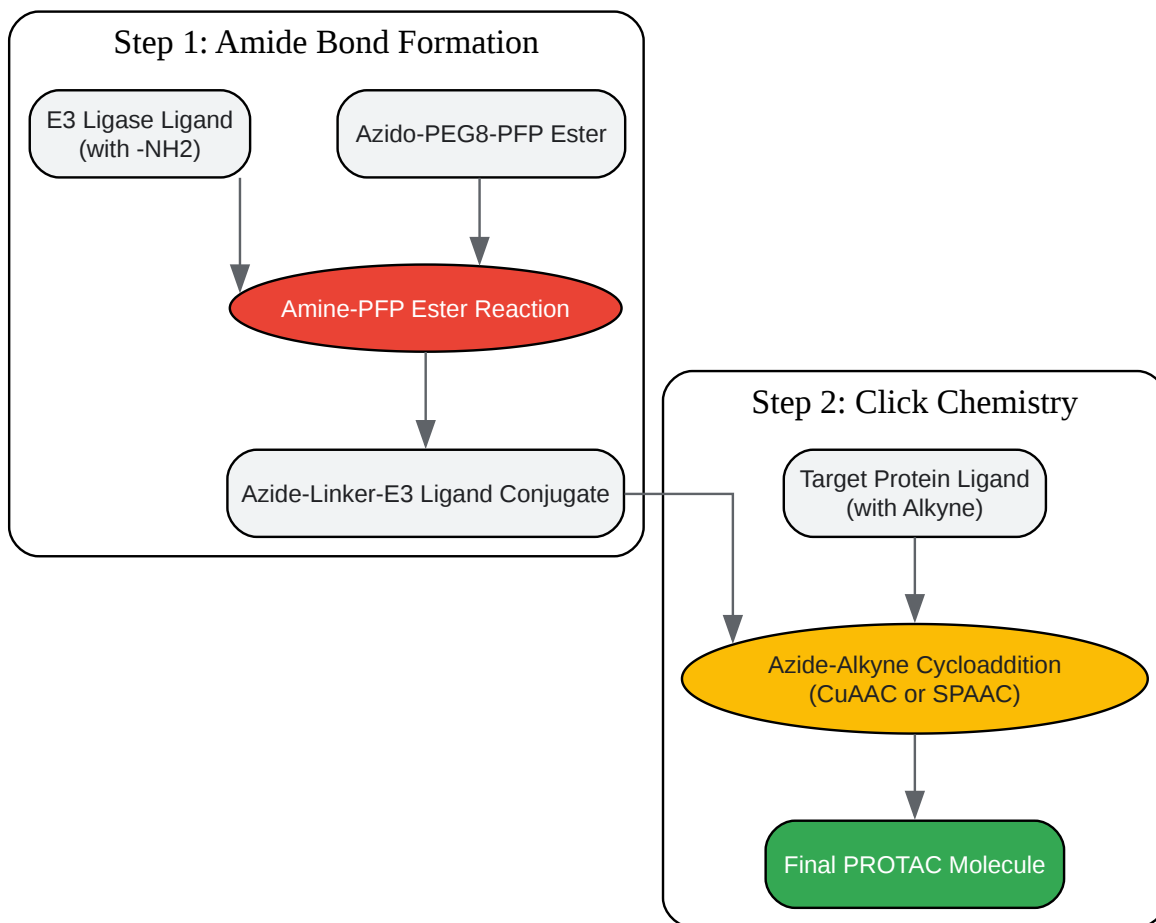 Step 1: Amide Bond Formation
E3 Ligase Ligand
(with -NH2)
Azido-PEG8-PFP Ester
Amine-PFP Ester Reaction
Azide-Linker-E3 Ligand Conjugate
Step 2: Click Chemistry
Target Protein Ligand
(with Alkyne)
Azide-Alkyne Cycloaddition
(CuAAC or SPAAC)
Final PROTAC Molecule